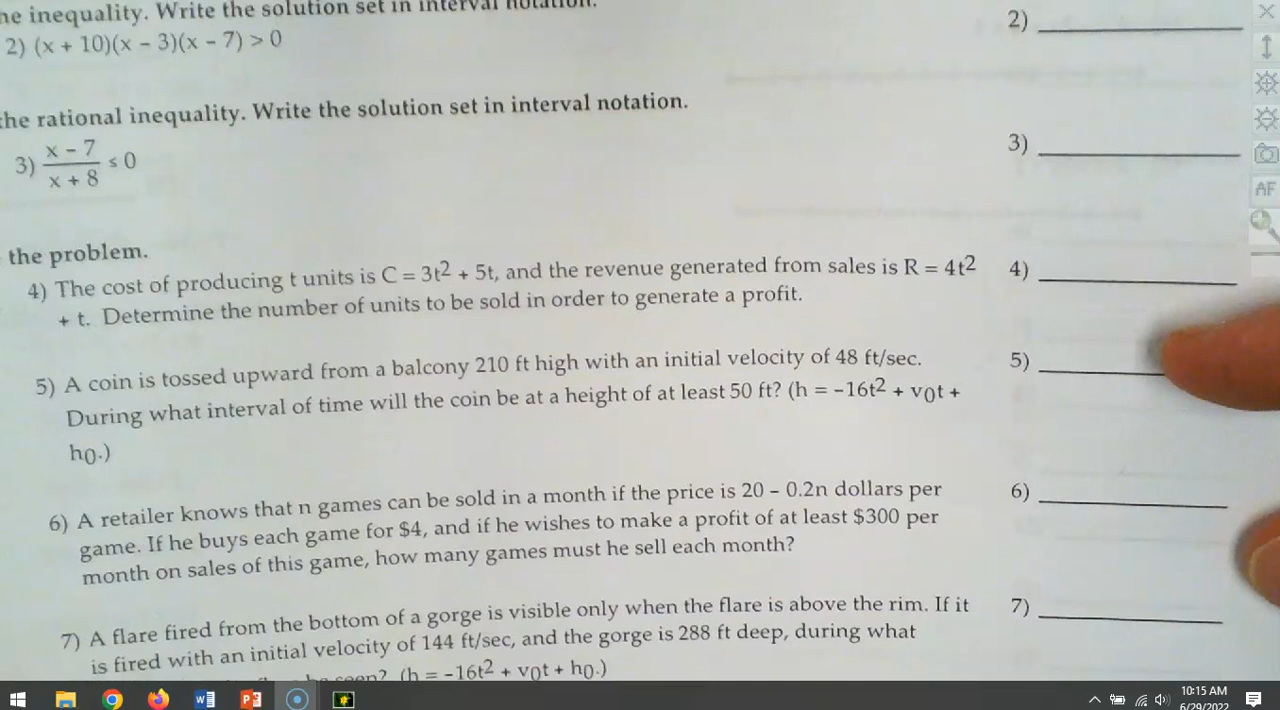 ne inequality. Write the solution set in interval notation.
2) (x + 10)(x − 3)(x − 7) > 0
2)
the rational inequality. Write the solution set in interval notation.
3) x − 7
x + 8 ≤ 0
3)
the problem.
4) The cost of producing t units is C = 3t2 + 5t, and the revenue generated from sales is R = 4t2
+ t. Determine the number of units to be sold in order to generate a profit.
4)
5) A coin is tossed upward from a balcony 210 ft high with an initial velocity of 48 ft/sec.
During what interval of time will the coin be at a height of at least 50 ft? (h = −16t2 + v0t +
h0.)
5)
6) A retailer knows that n games can be sold in a month if the price is 20 − 0.2n dollars per
game. If he buys each game for $4, and if he wishes to make a profit of at least $300 per
month on sales of this game, how many games must he sell each month?
6)
7) A flare fired from the bottom of a gorge is visible only when the flare is above the rim. If it
is fired with an initial velocity of 144 ft/sec, and the gorge is 288 ft deep, during what
(h = −16t2 + v0t + h0.)
7)
AF
10:15 AM
6/29/2022